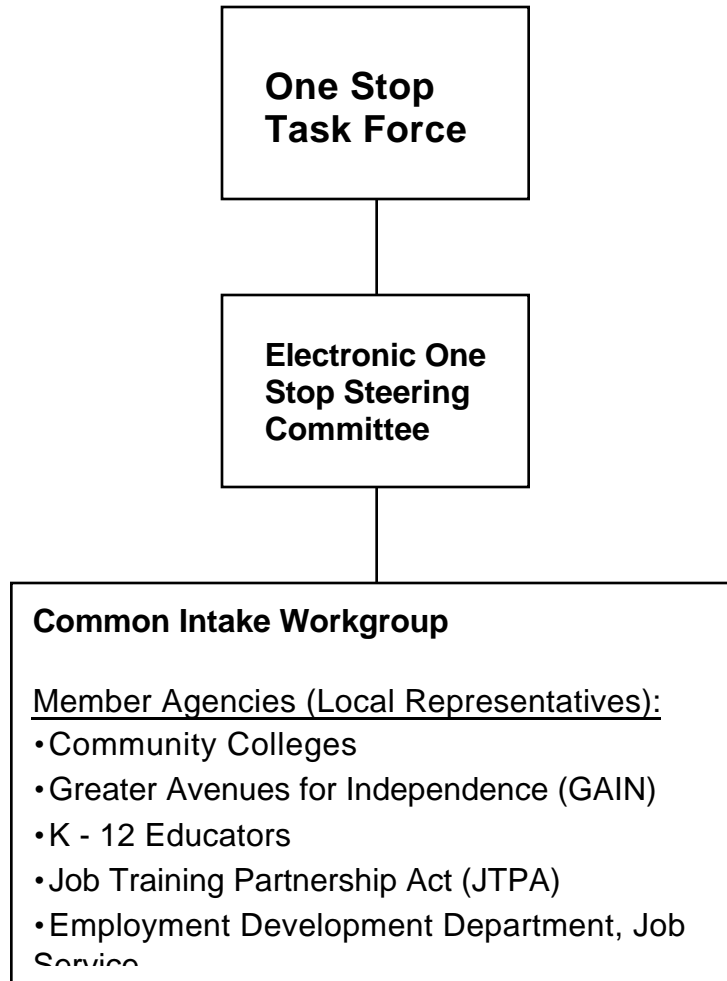 One Stop
Task Force
Electronic One
Stop Steering
Committee
Common Intake Workgroup
Member Agencies (Local Representatives):
•Community Colleges
•Greater Avenues for Independence (GAIN)
•K - 12 Educators
•Job Training Partnership Act (JTPA)
•Employment Development Department, Job
Service